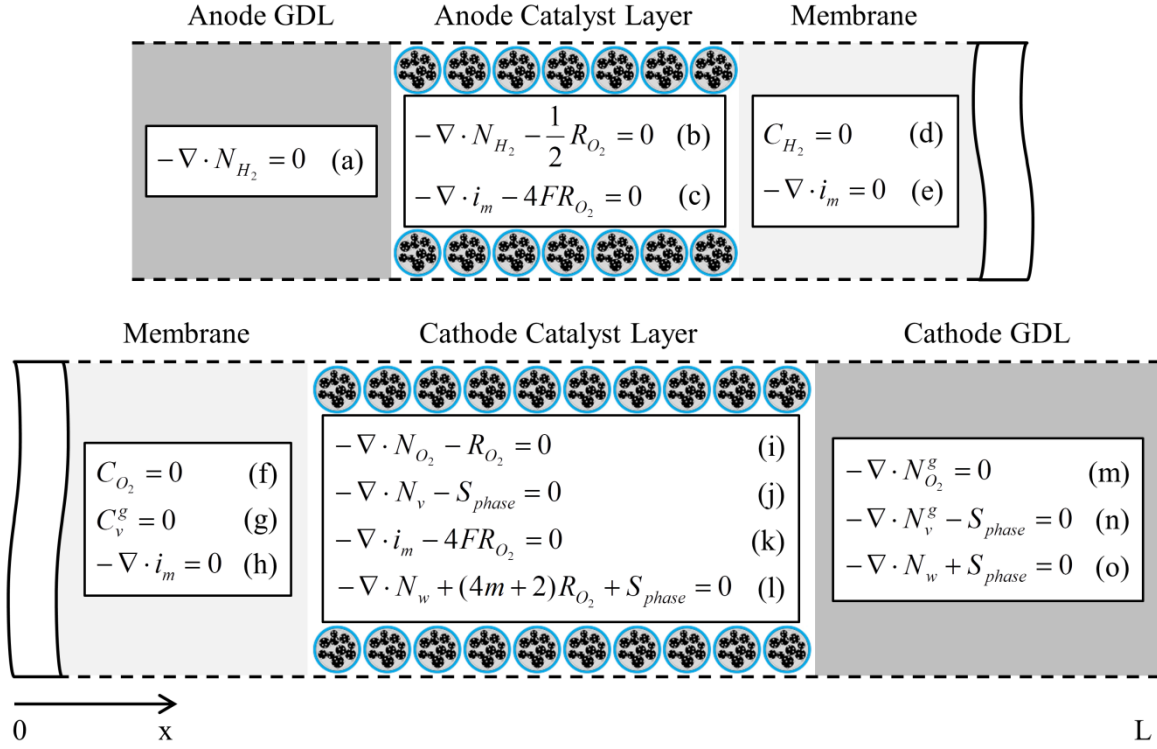 Anode GDL Anode Catalyst Layer Membrane
−∇ · N_{H_2} = 0 (a)
−∇ · N_{H_2} − \frac{1}{2} R_{O_2} = 0 (b)
−∇ · i_m − 4FR_{O_2} = 0 (c)
C_{H_2} = 0 (d)
−∇ · i_m = 0 (e)
Membrane Cathode Catalyst Layer Cathode GDL
C_{O_2} = 0 (f)
C_v^g = 0 (g)
−∇ · i_m = 0 (h)
−∇ · N_{O_2} − R_{O_2} = 0 (i)
−∇ · N_v − S_{phase} = 0 (j)
−∇ · i_m − 4FR_{O_2} = 0 (k)
−∇ · N_w + (4m + 2)R_{O_2} + S_{phase} = 0 (l)
−∇ · N_{O_2}^g = 0 (m)
−∇ · N_v^g − S_{phase} = 0 (n)
−∇ · N_w + S_{phase} = 0 (o)
0 x L